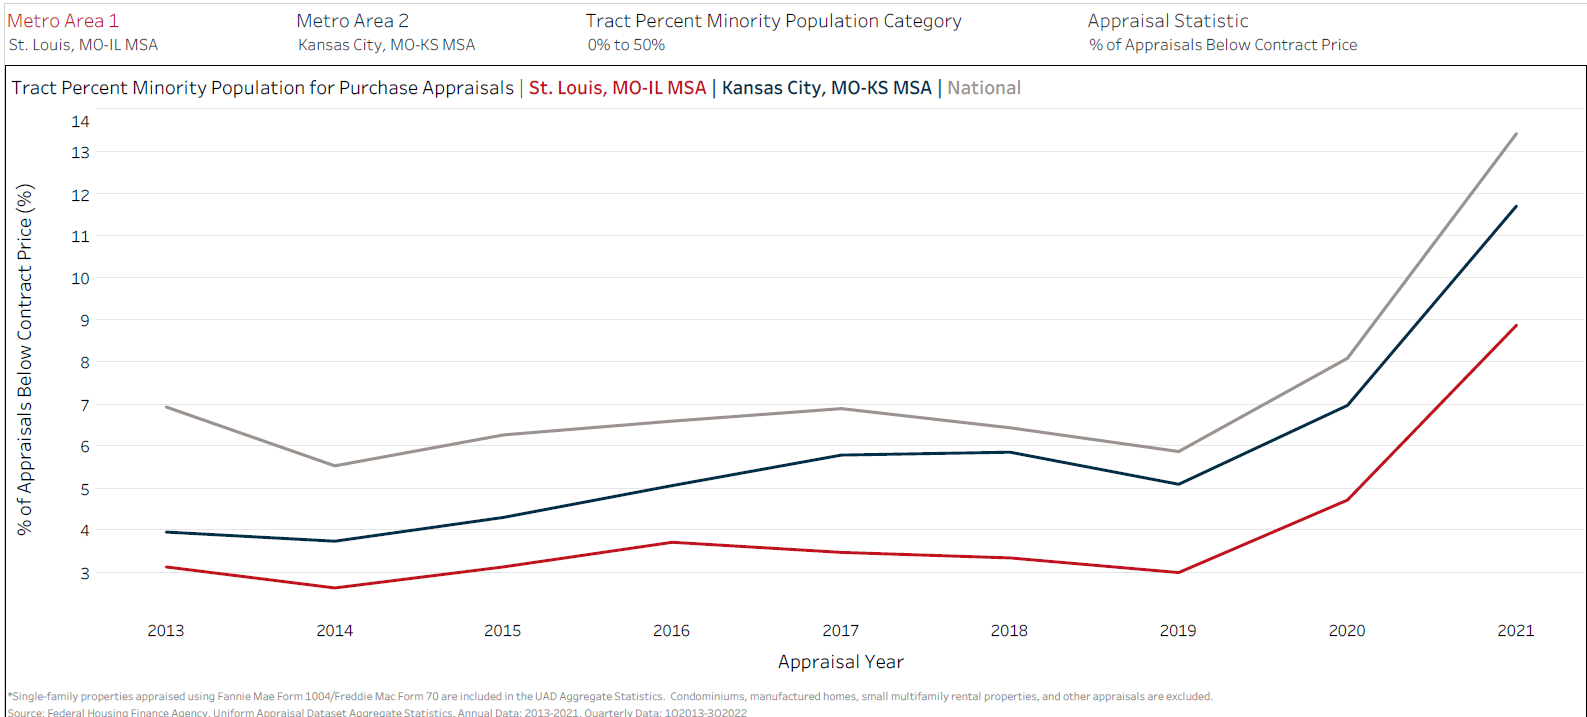 Metro Area 1 Metro Area 2 Tract Percent Minority Population Category Appraisal Statistic
St. Louis, MO-IL MSA Kansas City, MO-KS MSA 0% to 50% % of Appraisals Below Contract Price
Tract Percent Minority Population for Purchase Appraisals | St. Louis, MO-IL MSA | Kansas City, MO-KS MSA | National
% of Appraisals Below Contract Price (%)
14
13
12
11
10
9
8
7
6
5
4
3
2013 2014 2015 2016 2017 2018 2019 2020 2021
Appraisal Year
*Single-family properties appraised using Fannie Mae Form 1004/Freddie Mac Form 70 are included in the UAD Aggregate Statistics. Condominiums, manufactured homes, small multifamily rental properties, and other appraisals are excluded.
Source: Federal Housing Finance Agency, Uniform Appraisal Dataset Aggregate Statistics, Annual Data: 2013-2021, Quarterly Data: 1Q2013-3Q2022